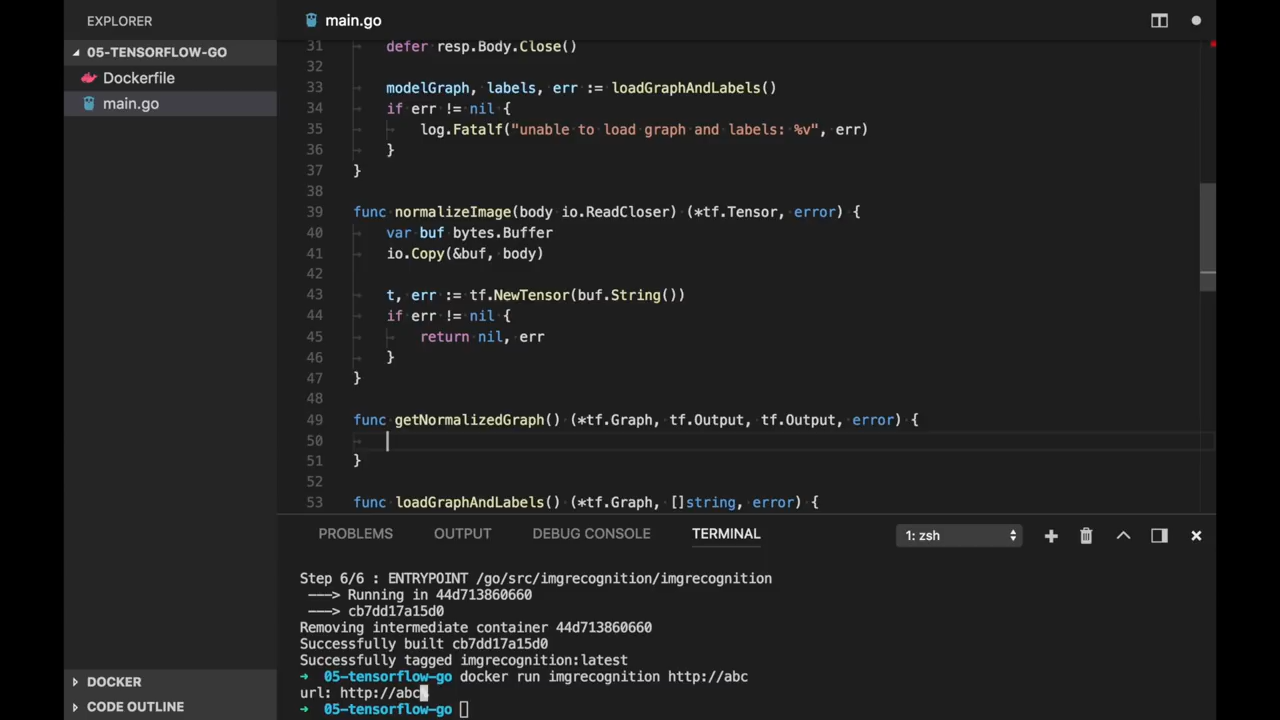 EXPLORER
main.go
05-TENSORFLOW-GO
Dockerfile
main.go
31 defer resp.Body.Close()
32
33 modelGraph, labels, err := loadGraphAndLabels()
34 if err != nil {
35 log.Fatalf("unable to load graph and labels: %v", err)
36 }
37 }
38
39 func normalizeImage(body io.ReadCloser) (*tf.Tensor, error) {
40 var buf bytes.Buffer
41 io.Copy(&buf, body)
42
43 t, err := tf.NewTensor(buf.String())
44 if err != nil {
45 return nil, err
46 }
47 }
48
49 func getNormalizedGraph() (*tf.Graph, tf.Output, tf.Output, error) {
50
51 }
52
53 func loadGraphAndLabels() (*tf.Graph, []string, error) {
PROBLEMS OUTPUT DEBUG CONSOLE TERMINAL 1: zsh
Step 6/6 : ENTRYPOINT /go/src/imgrecognition/imgrecognition
---> Running in 44d713860660
---> cb7dd17a15d0
Removing intermediate container 44d713860660
Successfully built cb7dd17a15d0
Successfully tagged imgrecognition:latest
➜ 05-tensorflow-go docker run imgrecognition http://abc
url: http://abc%
➜ 05-tensorflow-go
DOCKER
CODE OUTLINE